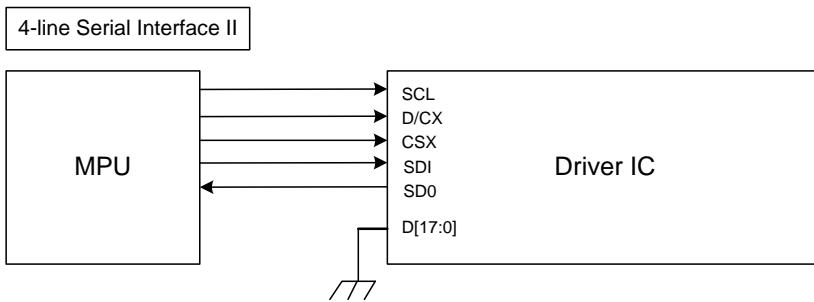 4-line Serial Interface II
MPU
SCL
D/CX
CSX
SDI
SD0
D[17:0]
Driver IC